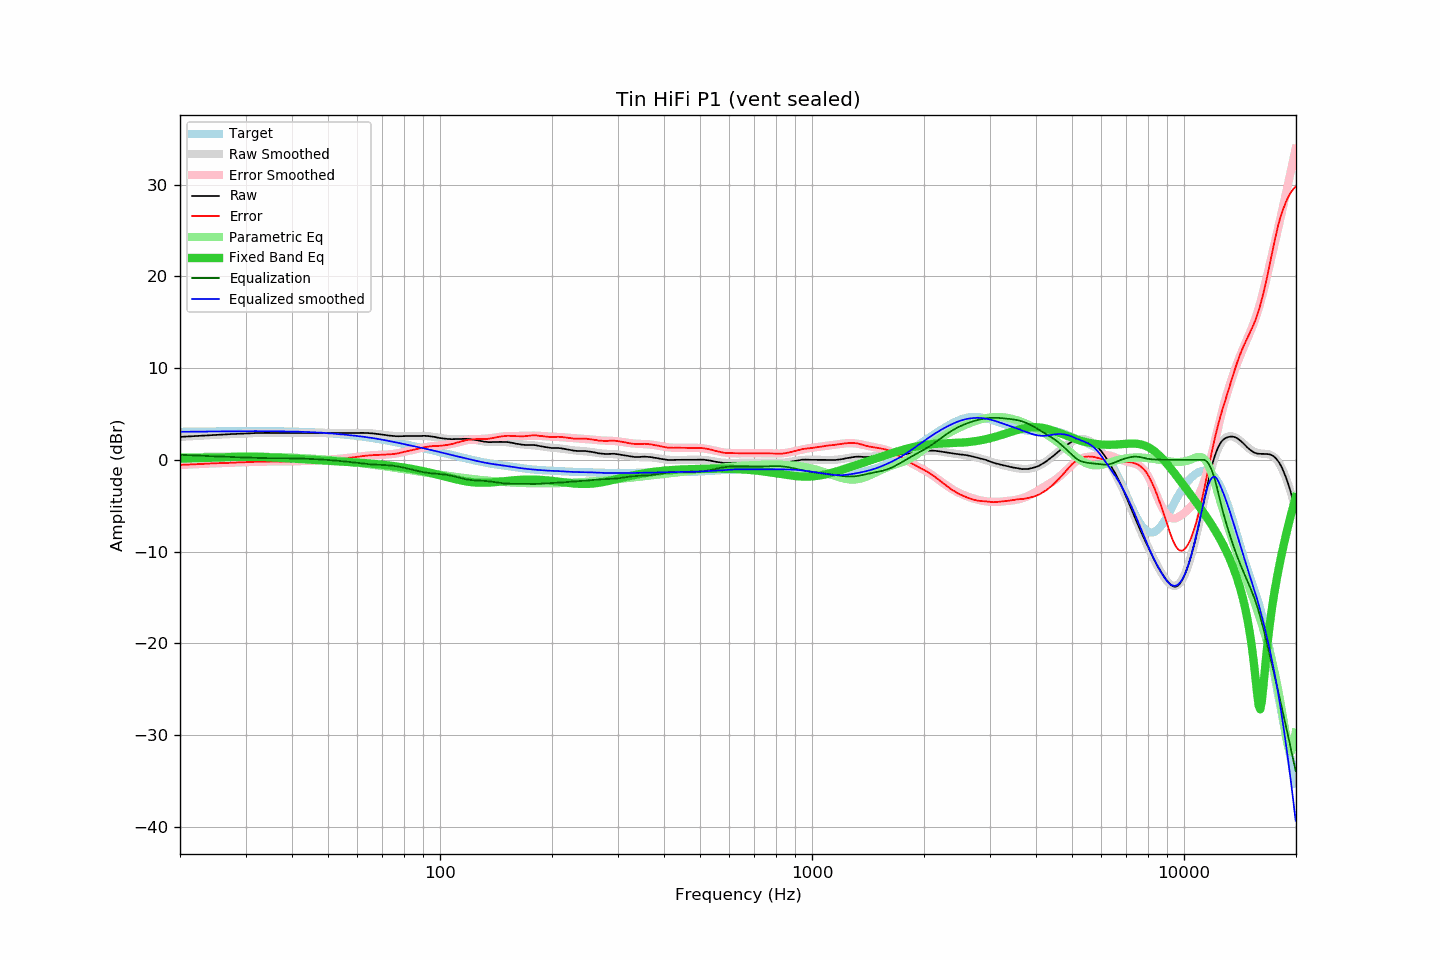 Tin HiFi P1 (vent sealed)
Target
Raw Smoothed
Error Smoothed
Raw
Error
Parametric Eq
Fixed Band Eq
Equalization
Equalized smoothed
30
20
10
0
−10
−20
−30
−40
Amplitude (dBr)
100
1000
10000
Frequency (Hz)